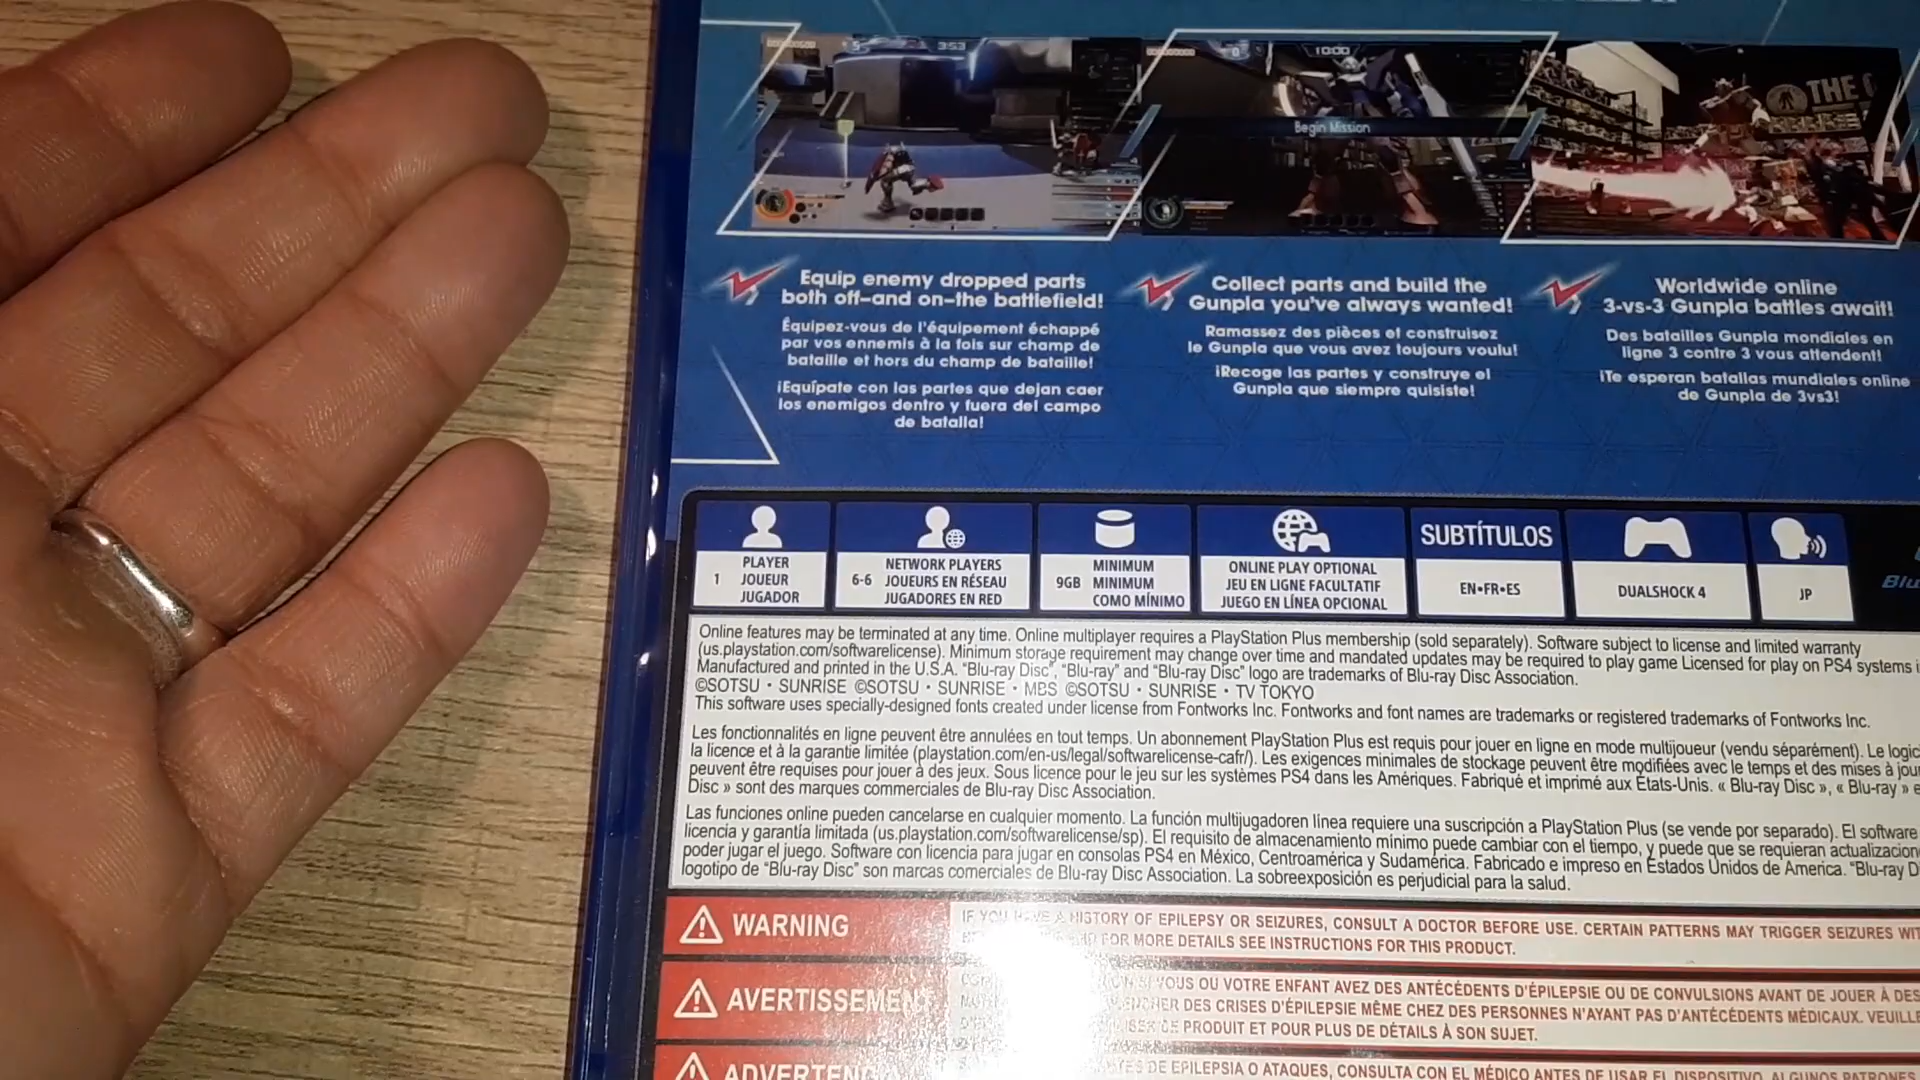 353
10:00
Begin Mission
THE
Equip enemy dropped parts
both off-and on-the battlefield!
Équipez-vous de l'équipement échappé
par vos ennemis à la fois sur champ de
bataille et hors du champ de bataille!
¡Equípate con las partes que dejan caer
los enemigos dentro y fuera del campo
de batalla!
Collect parts and build the
Gunpla you've always wanted!
Ramassez des pièces et construisez
le Gunpla que vous avez toujours voulu!
¡Recoge las partes y construye el
Gunpla que siempre quisiste!
Worldwide online
3-vs-3 Gunpla battles await!
Des batailles Gunpla mondiales en
ligne 3 contre 3 vous attendent!
¡Te esperan batallas mundiales online
de Gunpla de 3vs3!
1 PLAYER
JOUEUR
JUGADOR
6-6 NETWORK PLAYERS
JOUEURS EN RÉSEAU
JUGADORES EN RED
9GB MINIMUM
MINIMUM
COMO MÍNIMO
ONLINE PLAY OPTIONAL
JEU EN LIGNE FACULTATIF
JUEGO EN LÍNEA OPCIONAL
SUBTÍTULOS
EN•FR•ES
DUALSHOCK 4
JP
Blu
Online features may be terminated at any time. Online multiplayer requires a PlayStation Plus membership (sold separately). Software subject to license and limited warranty
(us.playstation.com/softwarelicense). Minimum storage requirement may change over time and mandated updates may be required to play game Licensed for play on PS4 systems i
Manufactured and printed in the U.S.A. "Blu-ray Disc", "Blu-ray" and "Blu-ray Disc" logo are trademarks of Blu-ray Disc Association.
©SOTSU・SUNRISE ©SOTSU・SUNRISE・MBS ©SOTSU・SUNRISE・TV TOKYO
This software uses specially-designed fonts created under license from Fontworks Inc. Fontworks and font names are trademarks or registered trademarks of Fontworks Inc.
Les fonctionnalités en ligne peuvent être annulées en tout temps. Un abonnement PlayStation Plus est requis pour jouer en ligne en mode multijoueur (vendu séparément). Le logic
la licence et à la garantie limitée (playstation.com/en-us/legal/softwarelicense-cafr/). Les exigences minimales de stockage peuvent être modifiées avec le temps et des mises à jour
peuvent être requises pour jouer à des jeux. Sous licence pour le jeu sur les systèmes PS4 dans les Amériques. Fabriqué et imprimé aux États-Unis. « Blu-ray Disc », « Blu-ray » e
Disc » sont des marques commerciales de Blu-ray Disc Association.
Las funciones online pueden cancelarse en cualquier momento. La función multijugadoren línea requiere una suscripción a PlayStation Plus (se vende por separado). El software
licencia y garantía limitada (us.playstation.com/softwarelicense/sp). El requisito de almacenamiento mínimo puede cambiar con el tiempo, y puede que se requieran actualizacion
poder jugar el juego. Software con licencia para jugar en consolas PS4 en México, Centroamérica y Sudamérica. Fabricado e impreso en Estados Unidos de America. "Blu-ray D
logotipo de "Blu-ray Disc" son marcas comerciales de Blu-ray Disc Association. La sobreexposición es perjudicial para la salud.
WARNING
IF YOU HAVE A HISTORY OF EPILEPSY OR SEIZURES, CONSULT A DOCTOR BEFORE USE. CERTAIN PATTERNS MAY TRIGGER SEIZURES WIT
FOR MORE DETAILS SEE INSTRUCTIONS FOR THIS PRODUCT.
AVERTISSEMENT
VOUS OU VOTRE ENFANT AVEZ DES ANTÉCÉDENTS D'ÉPILEPSIE OU DE CONVULSIONS AVANT DE JOUER À DES
DES CRISES D'ÉPILEPSIE MÊME CHEZ DES PERSONNES N'AYANT PAS D'ANTÉCÉDENTS MÉDICAUX. VEUILLE
CE PRODUIT ET POUR PLUS DE DÉTAILS À SON SUJET.
ADVERTENC
DE EPILEPSIA O ATAQUES, CONSULTA CON EL MÉDICO ANTES DE USAR EL DISPOSITIVO. ALGUNOS PATRONES